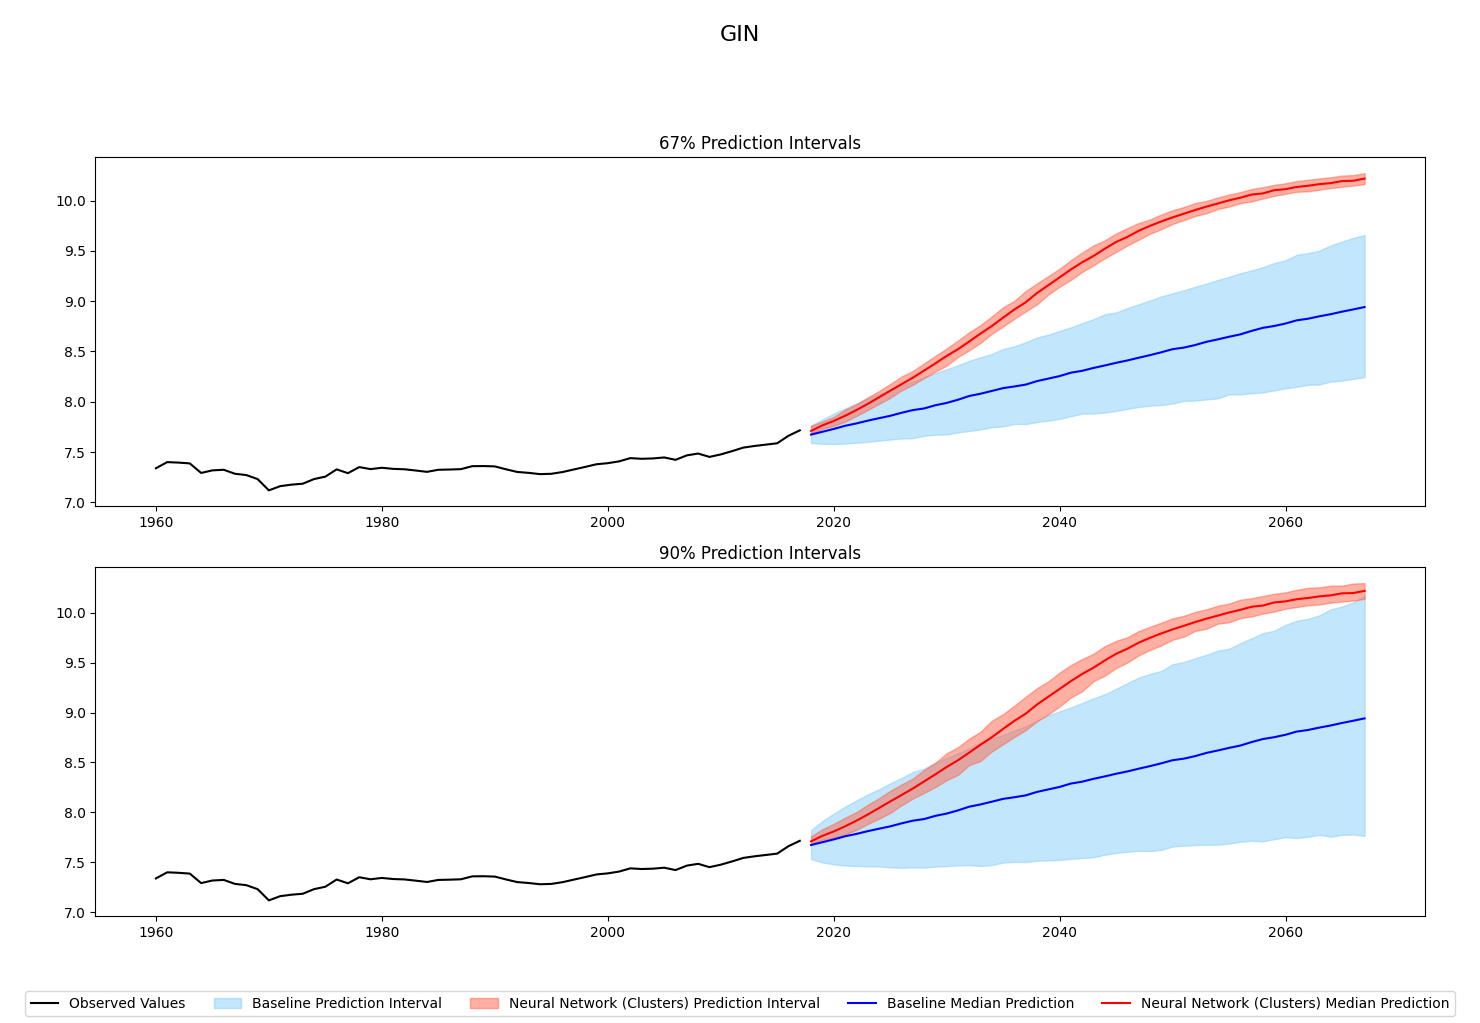 GIN
67% Prediction Intervals
10.0
9.5
9.0
8.5
8.0
7.5
7.0
1960 1980 2000 2020 2040 2060
90% Prediction Intervals
10.0
9.5
9.0
8.5
8.0
7.5
7.0
1960 1980 2000 2020 2040 2060
Observed Values Baseline Prediction Interval Neural Network (Clusters) Prediction Interval Baseline Median Prediction Neural Network (Clusters) Median Prediction